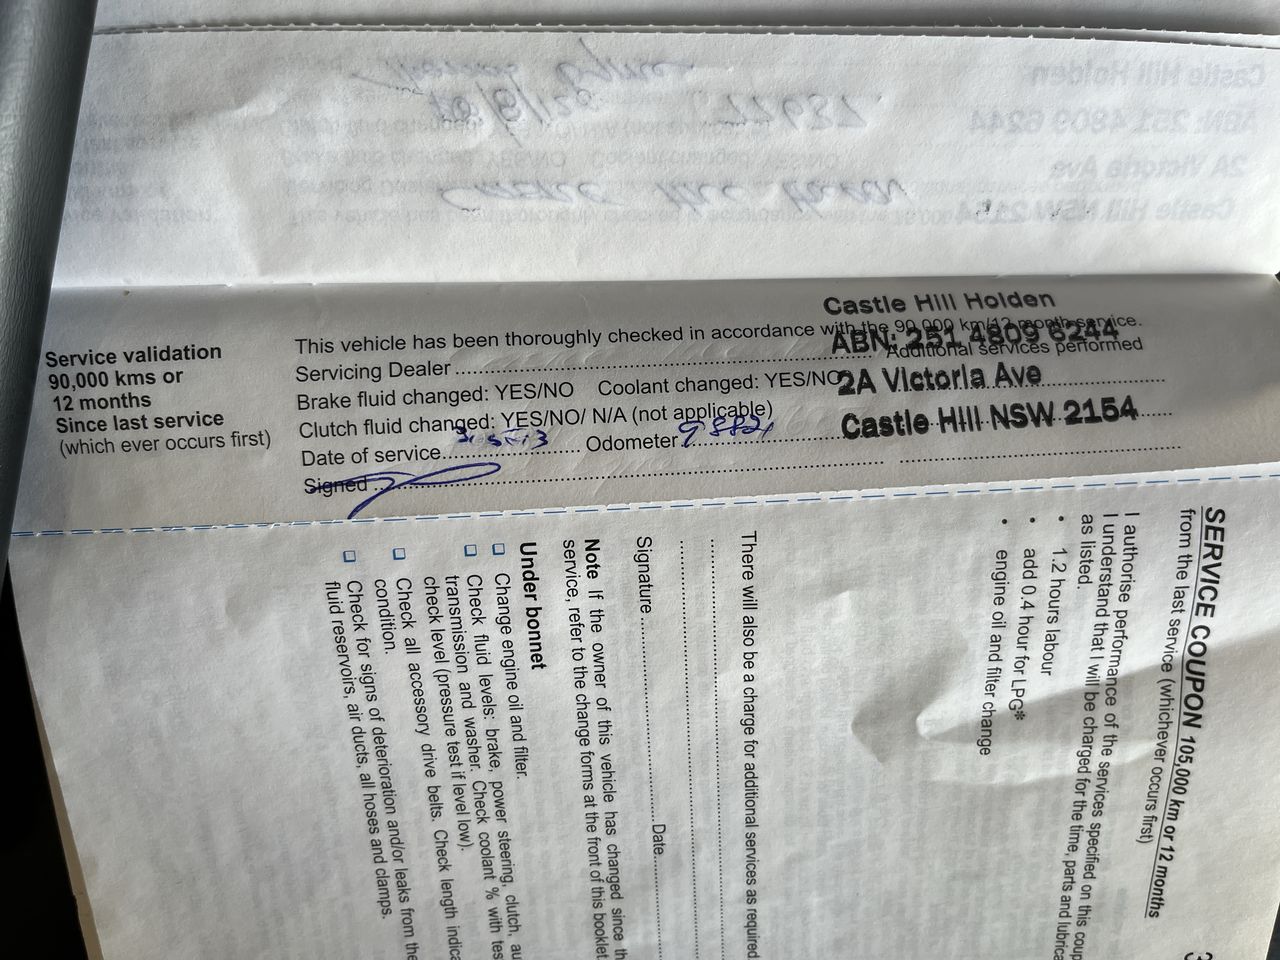 Service validation
90,000 kms or
12 months
Since last service
(which ever occurs first)
This vehicle has been thoroughly checked in accordance with the 90,000 km/12 month service.
Servicing Dealer
Additional services performed
Brake fluid changed: YES/NO Coolant changed: YES/NO
Clutch fluid changed: YES/NO/ N/A (not applicable)
Date of service Odometer
Signed
Castle Hill Holden
ABN: 251 4809 6244
2A Victoria Ave
Castle Hill NSW 2154
SERVICE COUPON 105,000 km or 12 months
from the last service (whichever occurs first)
I authorise performance of the services specified on this coup
I understand that I will be charged for the time, parts and lubrica
as listed.
• 1.2 hours labour
• add 0.4 hour for LPG*
• engine oil and filter change
There will also be a charge for additional services as required
Signature Date
Note If the owner of this vehicle has changed since th
service, refer to the change forms at the front of this booklet
Under bonnet
Change engine oil and filter.
Check fluid levels: brake, power steering, clutch, au
transmission and washer. Check coolant % with tes
check level (pressure test if level low).
Check all accessory drive belts. Check length indica
condition.
Check for signs of deterioration and/or leaks from the
fluid reservoirs, air ducts, all hoses and clamps.